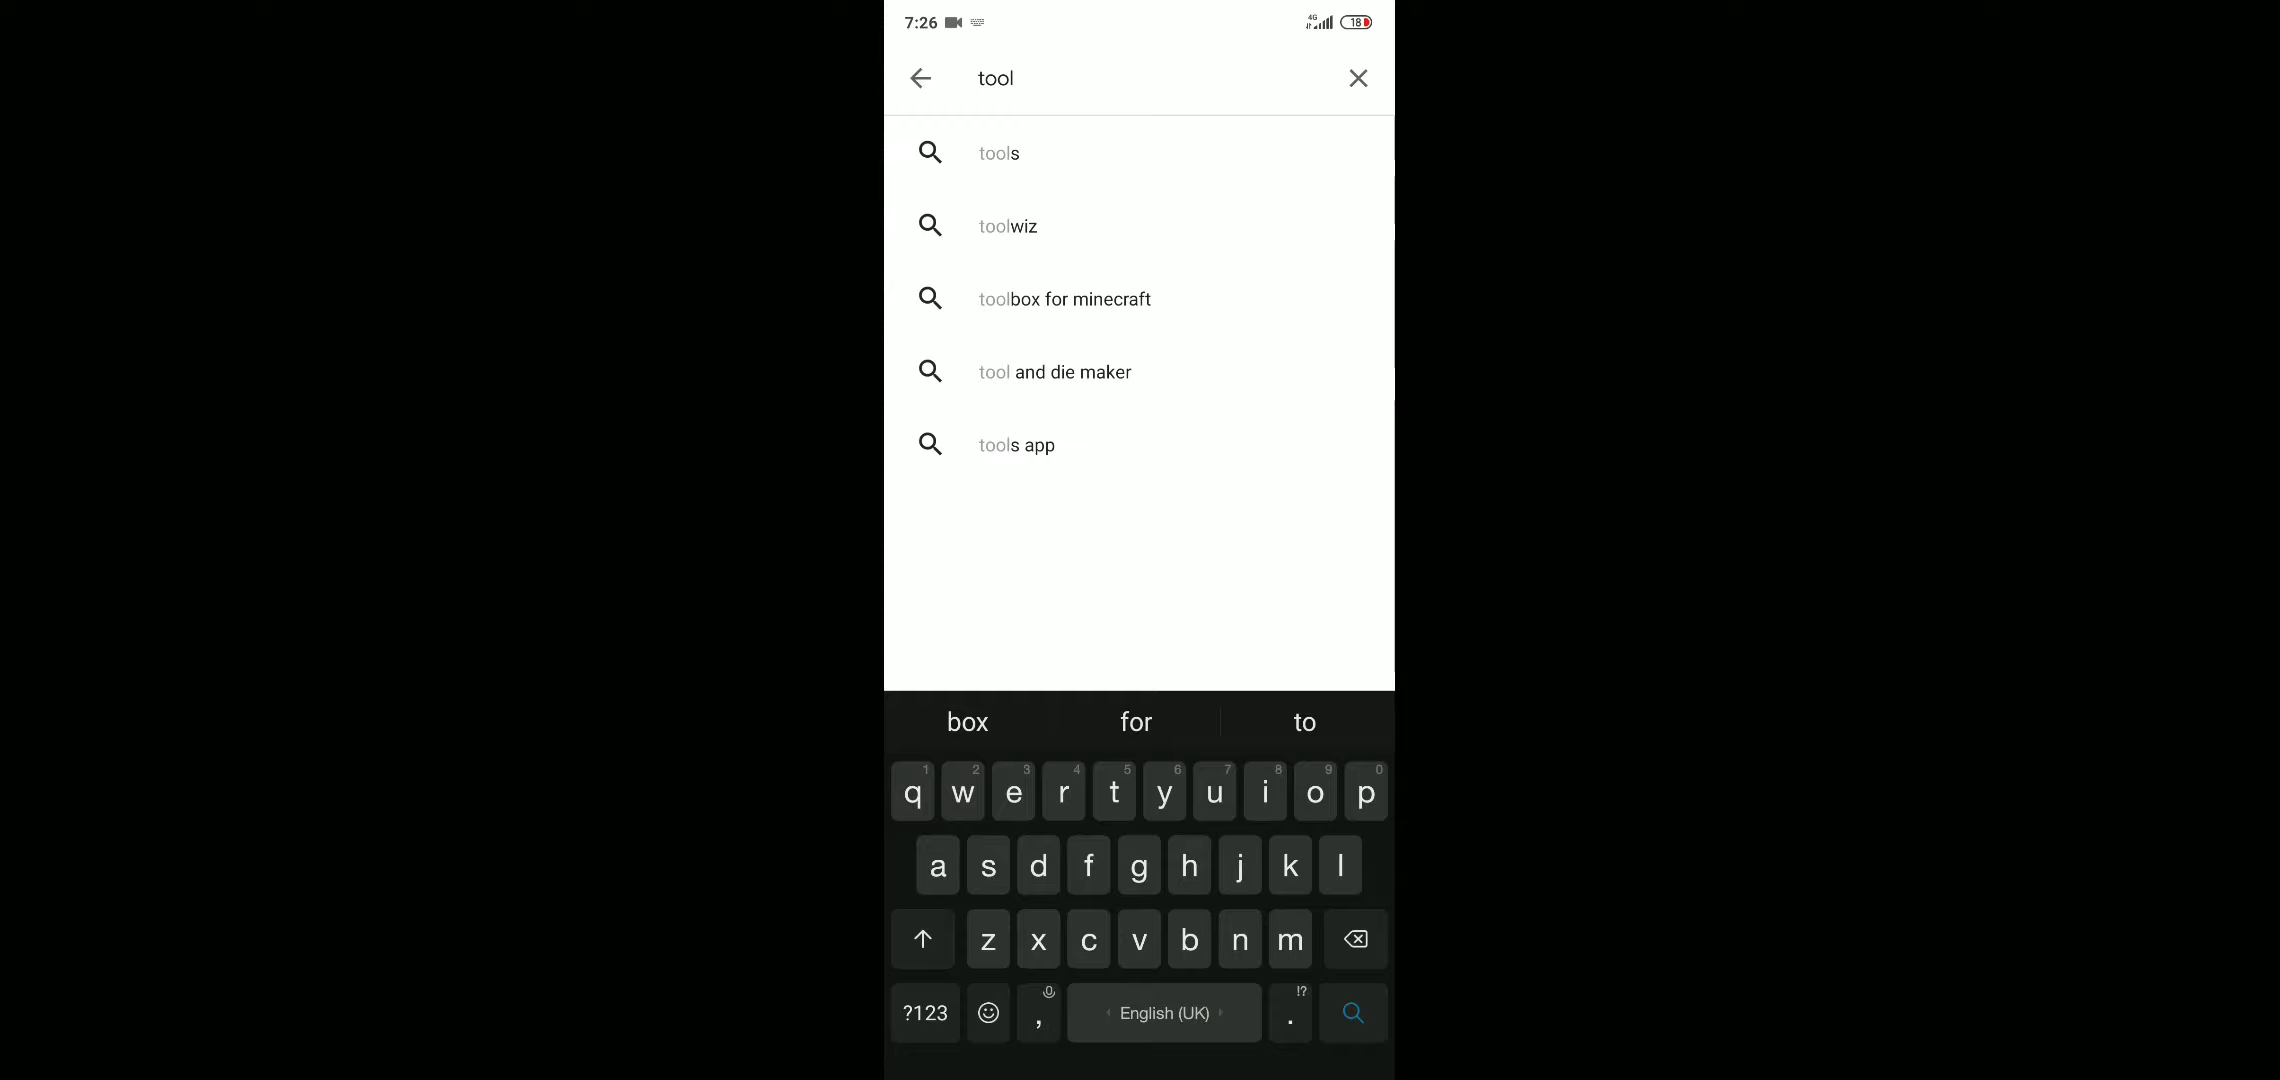 7:26 4G 18
tool
tools
toolwiz
toolbox for minecraft
tool and die maker
tools app
box for to
1 2 3 4 5 6 7 8 9 0
q w e r t y u i o p
a s d f g h j k l
z x c v b n m
!?
?123 , English (UK) .